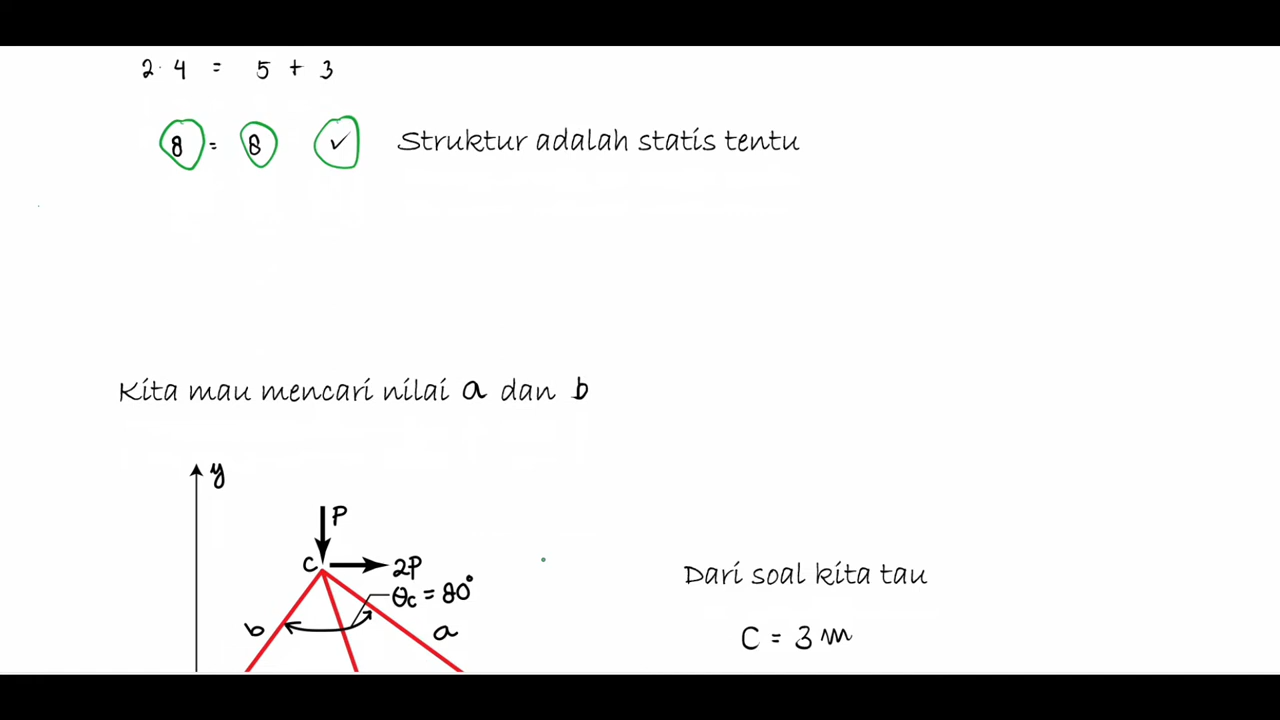 2· 4 = 5 + 3
8 = 8 ✓ Struktur adalah statis tentu
Kita mau mencari nilai a dan b
y
P
C 2P
θc = 80°
b a
Dari soal kita tau
C = 3 m